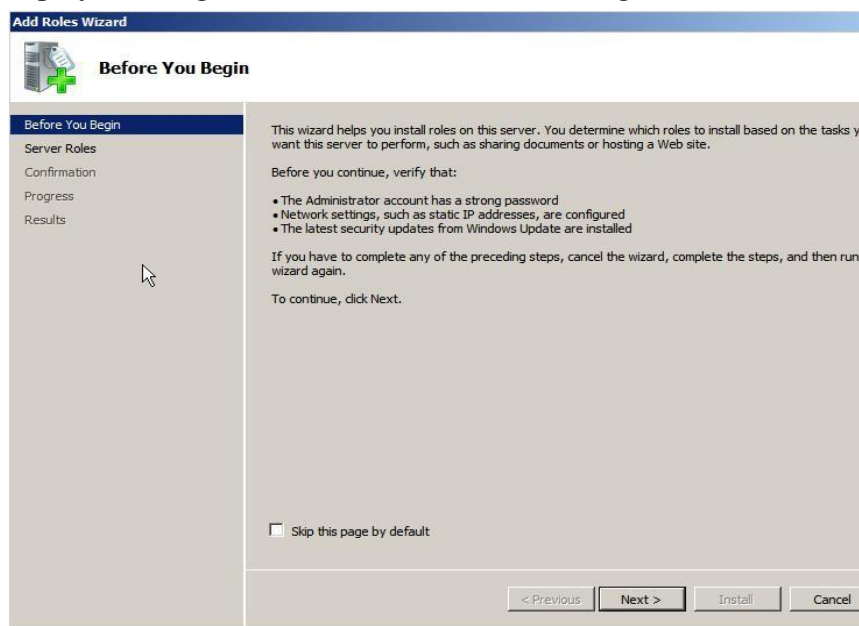 Add Roles Wizard
Before You Begin
Before You Begin
Server Roles
Confirmation
Progress
Results
This wizard helps you install roles on this server. You determine which roles to install based on the tasks y
want this server to perform, such as sharing documents or hosting a Web site.
Before you continue, verify that:
• The Administrator account has a strong password
• Network settings, such as static IP addresses, are configured
• The latest security updates from Windows Update are installed
If you have to complete any of the preceding steps, cancel the wizard, complete the steps, and then run
wizard again.
To continue, click Next.
Skip this page by default
< Previous Next > Install Cancel